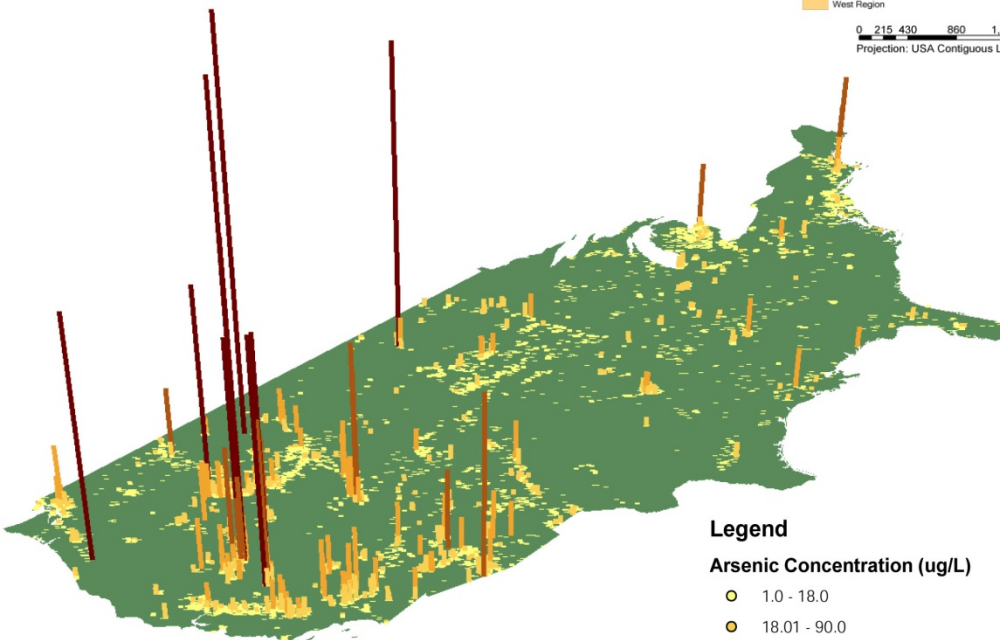 West Region
0 215 430 860 1,
Projection: USA Contiguous L
Legend
Arsenic Concentration (ug/L)
1.0 - 18.0
18.01 - 90.0